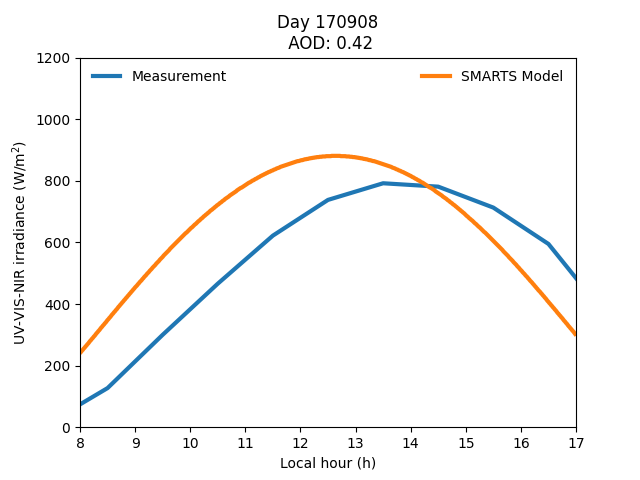 Day 170908
AOD: 0.42
Measurement
SMARTS Model
1200
1000
800
600
400
200
0
UV-VIS-NIR irradiance (W/m²)
8 9 10 11 12 13 14 15 16 17
Local hour (h)